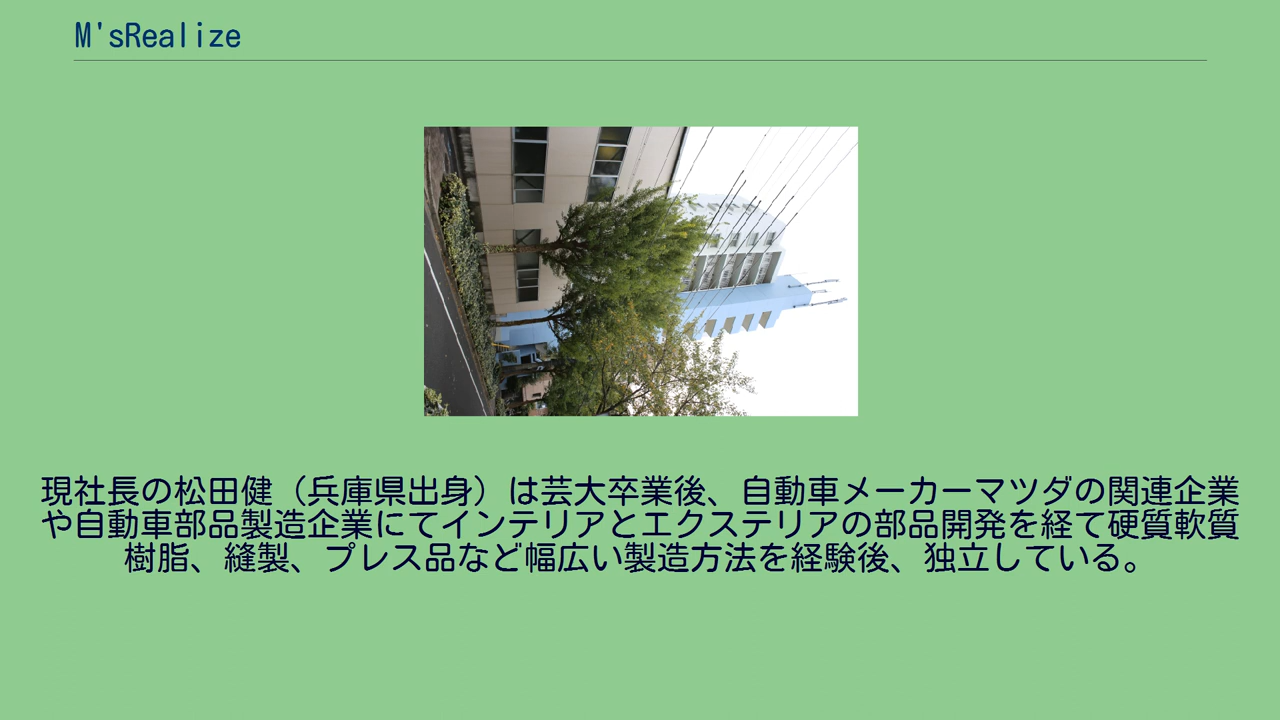 M'sRealize
現社長の松田健（兵庫県出身）は芸大卒業後、自動車メーカーマツダの関連企業
や自動車部品製造企業にてインテリアとエクステリアの部品開発を経て硬質軟質
樹脂、縫製、プレス品など幅広い製造方法を経験後、独立している。